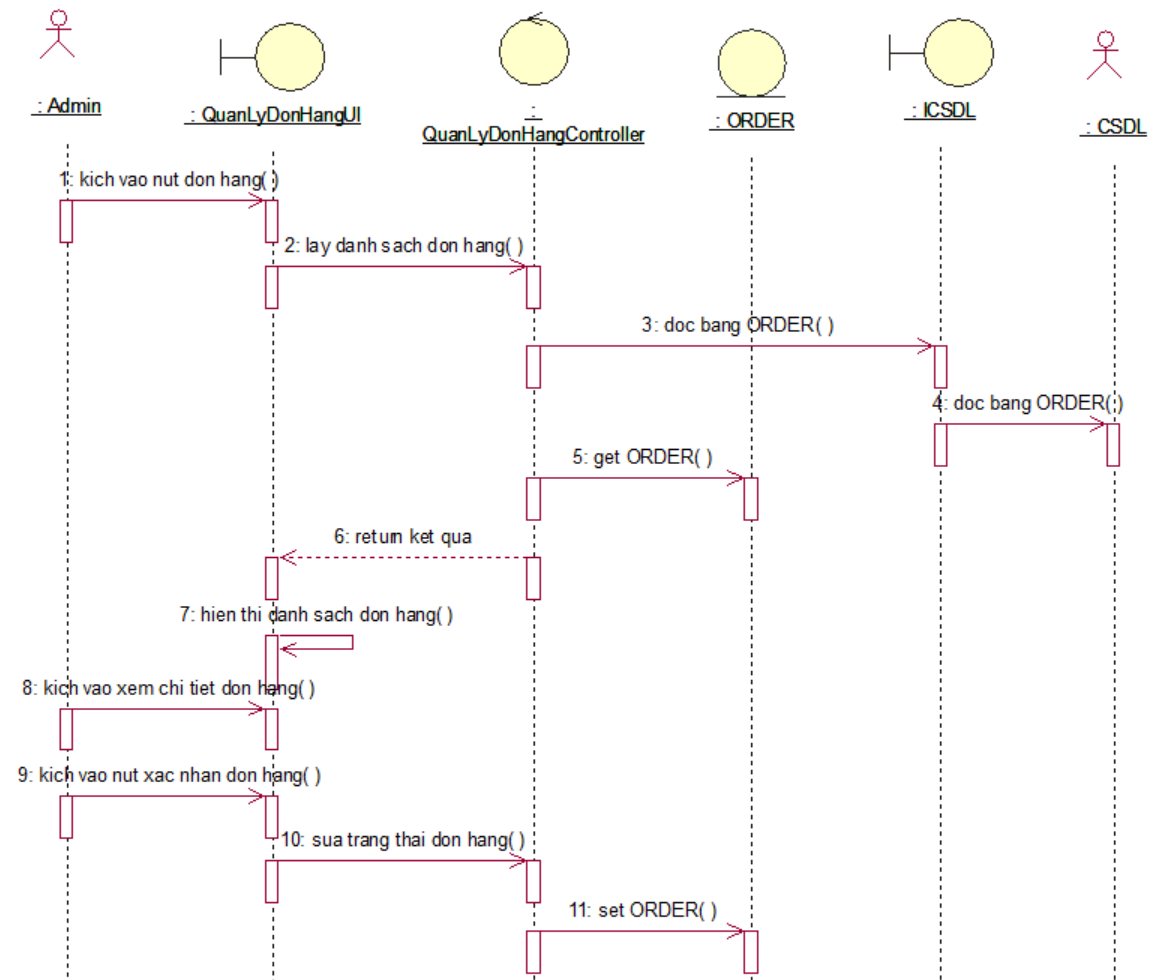 : Admin
: QuanLyDonHangUI
:
QuanLyDonHangController
: ORDER
: ICSDL
: CSDL
1: kich vao nut don hang( )
2: lay danh sach don hang( )
3: doc bang ORDER( )
4: doc bang ORDER( )
5: get ORDER( )
6: return ket qua
7: hien thi danh sach don hang( )
8: kich vao xem chi tiet don hang( )
9: kich vao nut xac nhan don hang( )
10: sua trang thai don hang( )
11: set ORDER( )